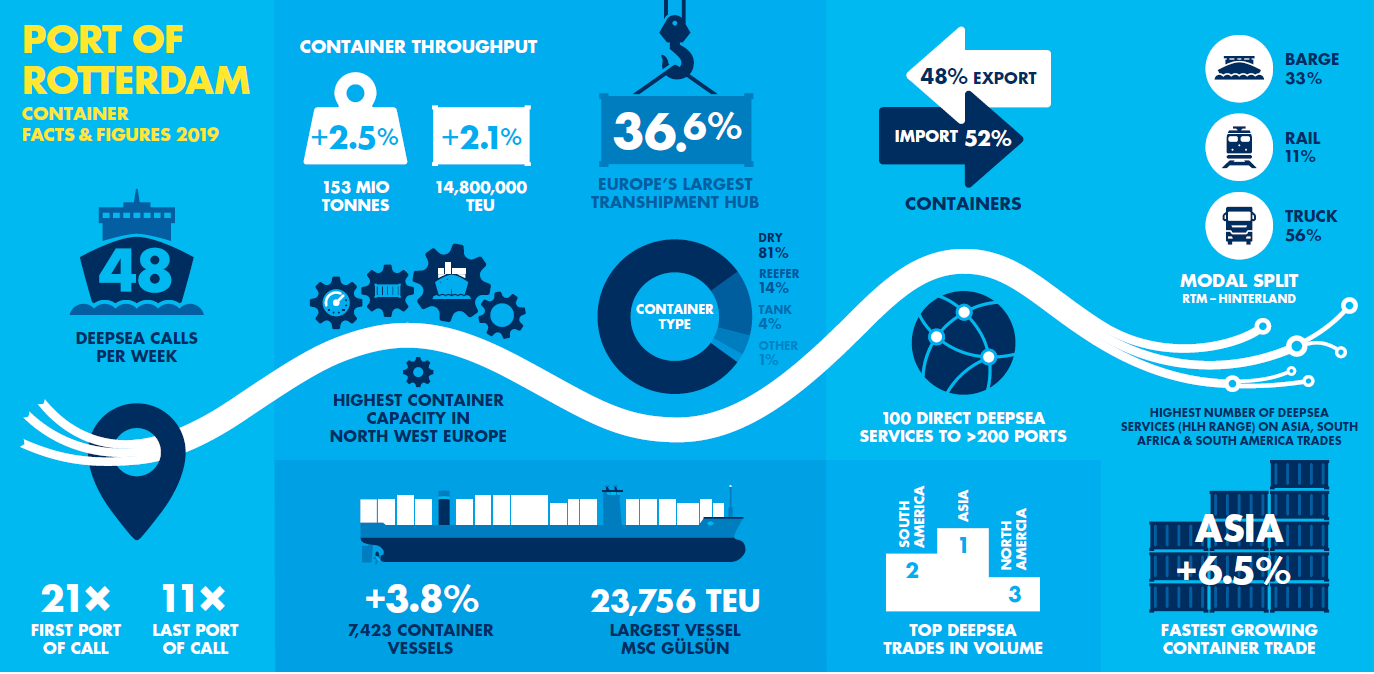 PORT OF
ROTTERDAM
CONTAINER
FACTS & FIGURES 2019
48
DEEPSEA CALLS
PER WEEK
21×
FIRST PORT
OF CALL
11×
LAST PORT
OF CALL
CONTAINER THROUGHPUT
+2.5%
153 MIO
TONNES
+2.1%
14,800,000
TEU
36.6%
EUROPE'S LARGEST
TRANSHIPMENT HUB
HIGHEST CONTAINER
CAPACITY IN
NORTH WEST EUROPE
CONTAINER
TYPE
DRY
81%
REEFER
14%
TANK
4%
OTHER
1%
+3.8%
7,423 CONTAINER
VESSELS
23,756 TEU
LARGEST VESSEL
MSC GÜLSÜN
48% EXPORT
IMPORT 52%
CONTAINERS
BARGE
33%
RAIL
11%
TRUCK
56%
MODAL SPLIT
RTM – HINTERLAND
100 DIRECT DEEPSEA
SERVICES TO >200 PORTS
HIGHEST NUMBER OF DEEPSEA
SERVICES (HLH RANGE) ON ASIA, SOUTH
AFRICA & SOUTH AMERICA TRADES
SOUTH
AMERICA
2
ASIA
1
NORTH
AMERCIA
3
TOP DEEPSEA
TRADES IN VOLUME
ASIA
+6.5%
FASTEST GROWING
CONTAINER TRADE